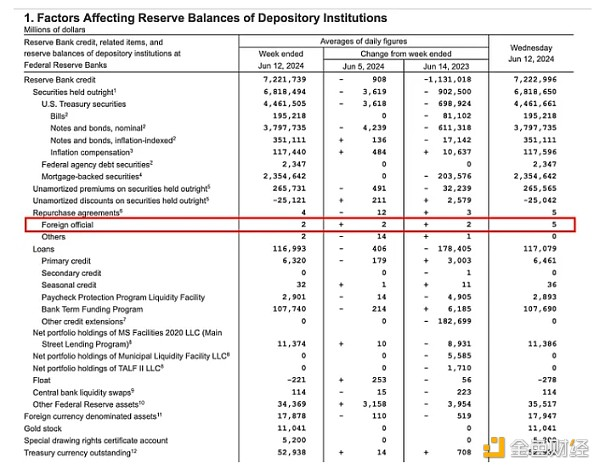 1. Factors Affecting Reserve Balances of Depository Institutions
Millions of dollars
Reserve Bank credit, related items, and reserve balances of depository institutions at Federal Reserve Banks
Averages of daily figures
Wednesday Jun 12, 2024
Week ended Jun 12, 2024
Change from week ended
Jun 5, 2024
Jun 14, 2023
Reserve Bank credit 7,221,739 - 908 -1,131,018 7,222,996
Securities held outright¹ 6,818,494 - 3,619 - 902,500 6,818,650
U.S. Treasury securities 4,461,505 - 3,618 - 698,924 4,461,661
Bills² 195,218 0 - 81,102 195,218
Notes and bonds, nominal² 3,797,735 - 4,239 - 611,318 3,797,735
Notes and bonds, inflation-indexed² 351,111 + 136 - 17,142 351,111
Inflation compensation³ 117,440 + 484 + 10,637 117,596
Federal agency debt securities² 2,347 0 0 2,347
Mortgage-backed securities⁴ 2,354,642 0 - 203,576 2,354,642
Unamortized premiums on securities held outright⁵ 265,731 - 491 - 32,239 265,565
Unamortized discounts on securities held outright⁵ -25,121 + 211 + 2,579 -25,042
Repurchase agreements⁶ 4 - 12 + 3 5
Foreign official 2 + 2 + 2 5
Others 2 - 14 + 1 0
Loans 116,993 - 406 - 178,405 117,079
Primary credit 6,320 - 179 + 3,003 6,461
Secondary credit 0 0 - 1 0
Seasonal credit 32 + 1 + 11 36
Paycheck Protection Program Liquidity Facility 2,901 - 14 - 4,905 2,893
Bank Term Funding Program 107,740 - 214 + 6,185 107,690
Other credit extensions⁷ 0 0 - 182,699 0
Net portfolio holdings of MS Facilities 2020 LLC (Main
Street Lending Program)⁸ 11,374 + 10 - 8,931 11,386
Net portfolio holdings of Municipal Liquidity Facility LLC⁸ 0 0 - 5,585 0
Net portfolio holdings of TALF II LLC⁸ 0 0 - 1,710 0
Float -221 + 253 - 56 -278
Central bank liquidity swaps⁹ 114 - 15 - 223 114
Other Federal Reserve assets¹⁰ 34,369 + 3,158 - 3,954 35,517
Foreign currency denominated assets¹¹ 17,878 - 110 - 519 17,947
Gold stock 11,041 0 0 11,041
Special drawing rights certificate account 5,200 0 0
Treasury currency outstanding¹² 52,938 + 14 + 708
金色财经